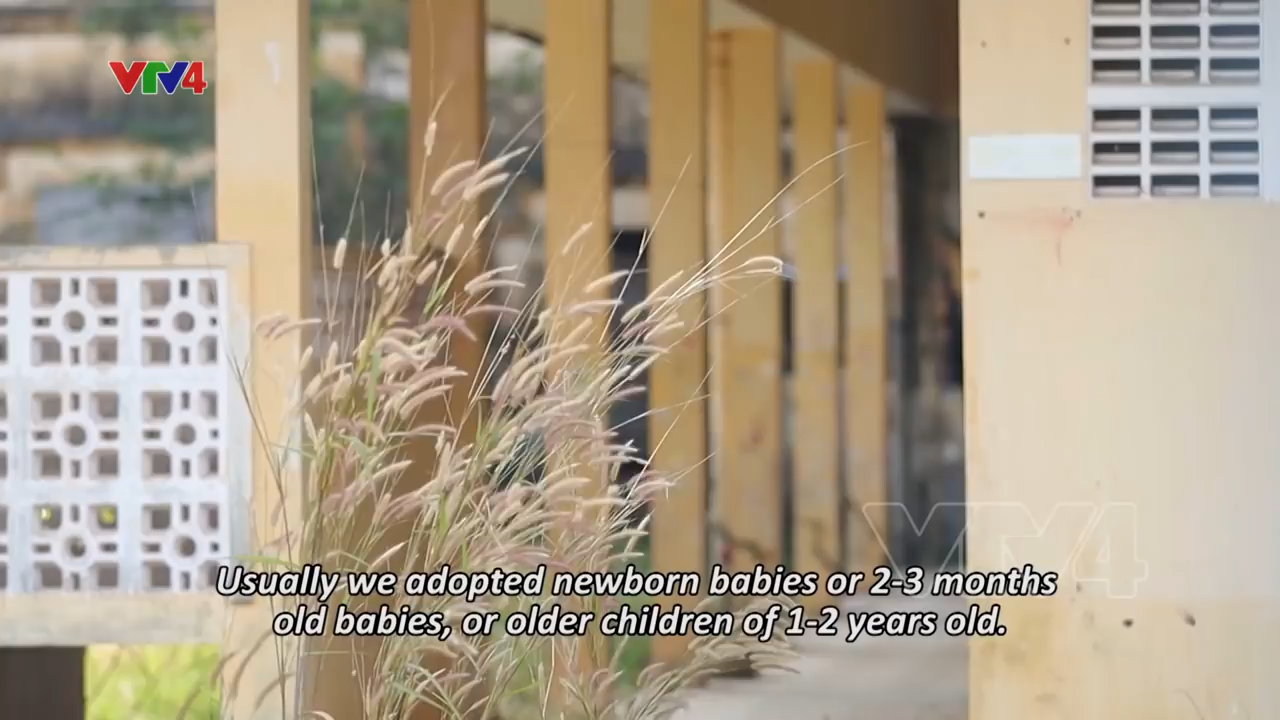 VTV4
VTV4
Usually we adopted newborn babies or 2-3 months
old babies, or older children of 1-2 years old.